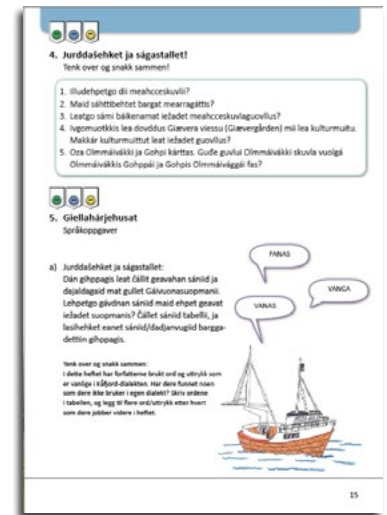 4. Jurddašehket ja ságastallet!
Tenk over og snakk sammen!
1. Illudehpetgo dii meahcceskuvlii?
2. Maid sáhttibehtet bargat mearragáttis?
3. Leatgo sámi báikenamat iežadet meahcceskuvlaguovllus?
4. Ivgomuotkkis lea dovddus Giævera viessu (Giævergården) mii lea kulturmuitu.
Makkár kulturmuittut leat iežadet guovllus?
5. Oza Olmmáivákki ja Gohpi kárttas. Guđe guvlui Olmmáivákki skuvla vuolgá
Olmmáivákkis Gohppái ja Gohpis Olmmáivággái fas?
5. Giellahárjehusat
Språkoppgaver
a) Jurddašehket ja ságastallet:
Dán gihppagis leat čállit geavahan sániid ja
dajaldagaid mat gullet Gáivuonasuopmanii.
Lehpetgo gávdnan sániid maid ehpet geavat
iežadet suopmanis? Čállet sániid tabellii, ja
lasihehket eanet sániid/dadjanvugiid bargga-
dettiin gihppagis.
Tenk over og snakk sammen:
I dette heftet har forfatterne brukt ord og uttrykk som
er vanlige i Kåfjord-dialekten. Har dere funnet noen
som dere ikke bruker i egen dialekt? Skriv ordene
i tabellen, og legg til flere ord/uttrykk etter hvert
som dere jobber videre i heftet.
FANAS
VANCA
VANAS
15